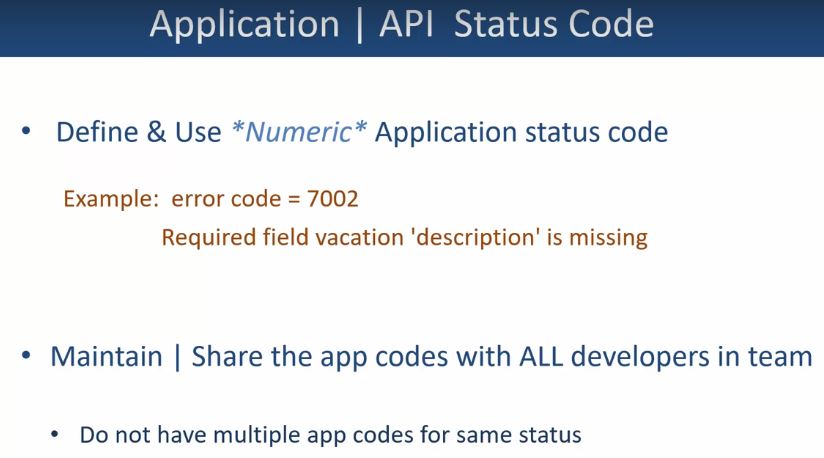 Application | API Status Code
• Define & Use *Numeric* Application status code
Example: error code = 7002
Required field vacation 'description' is missing
• Maintain | Share the app codes with ALL developers in team
• Do not have multiple app codes for same status